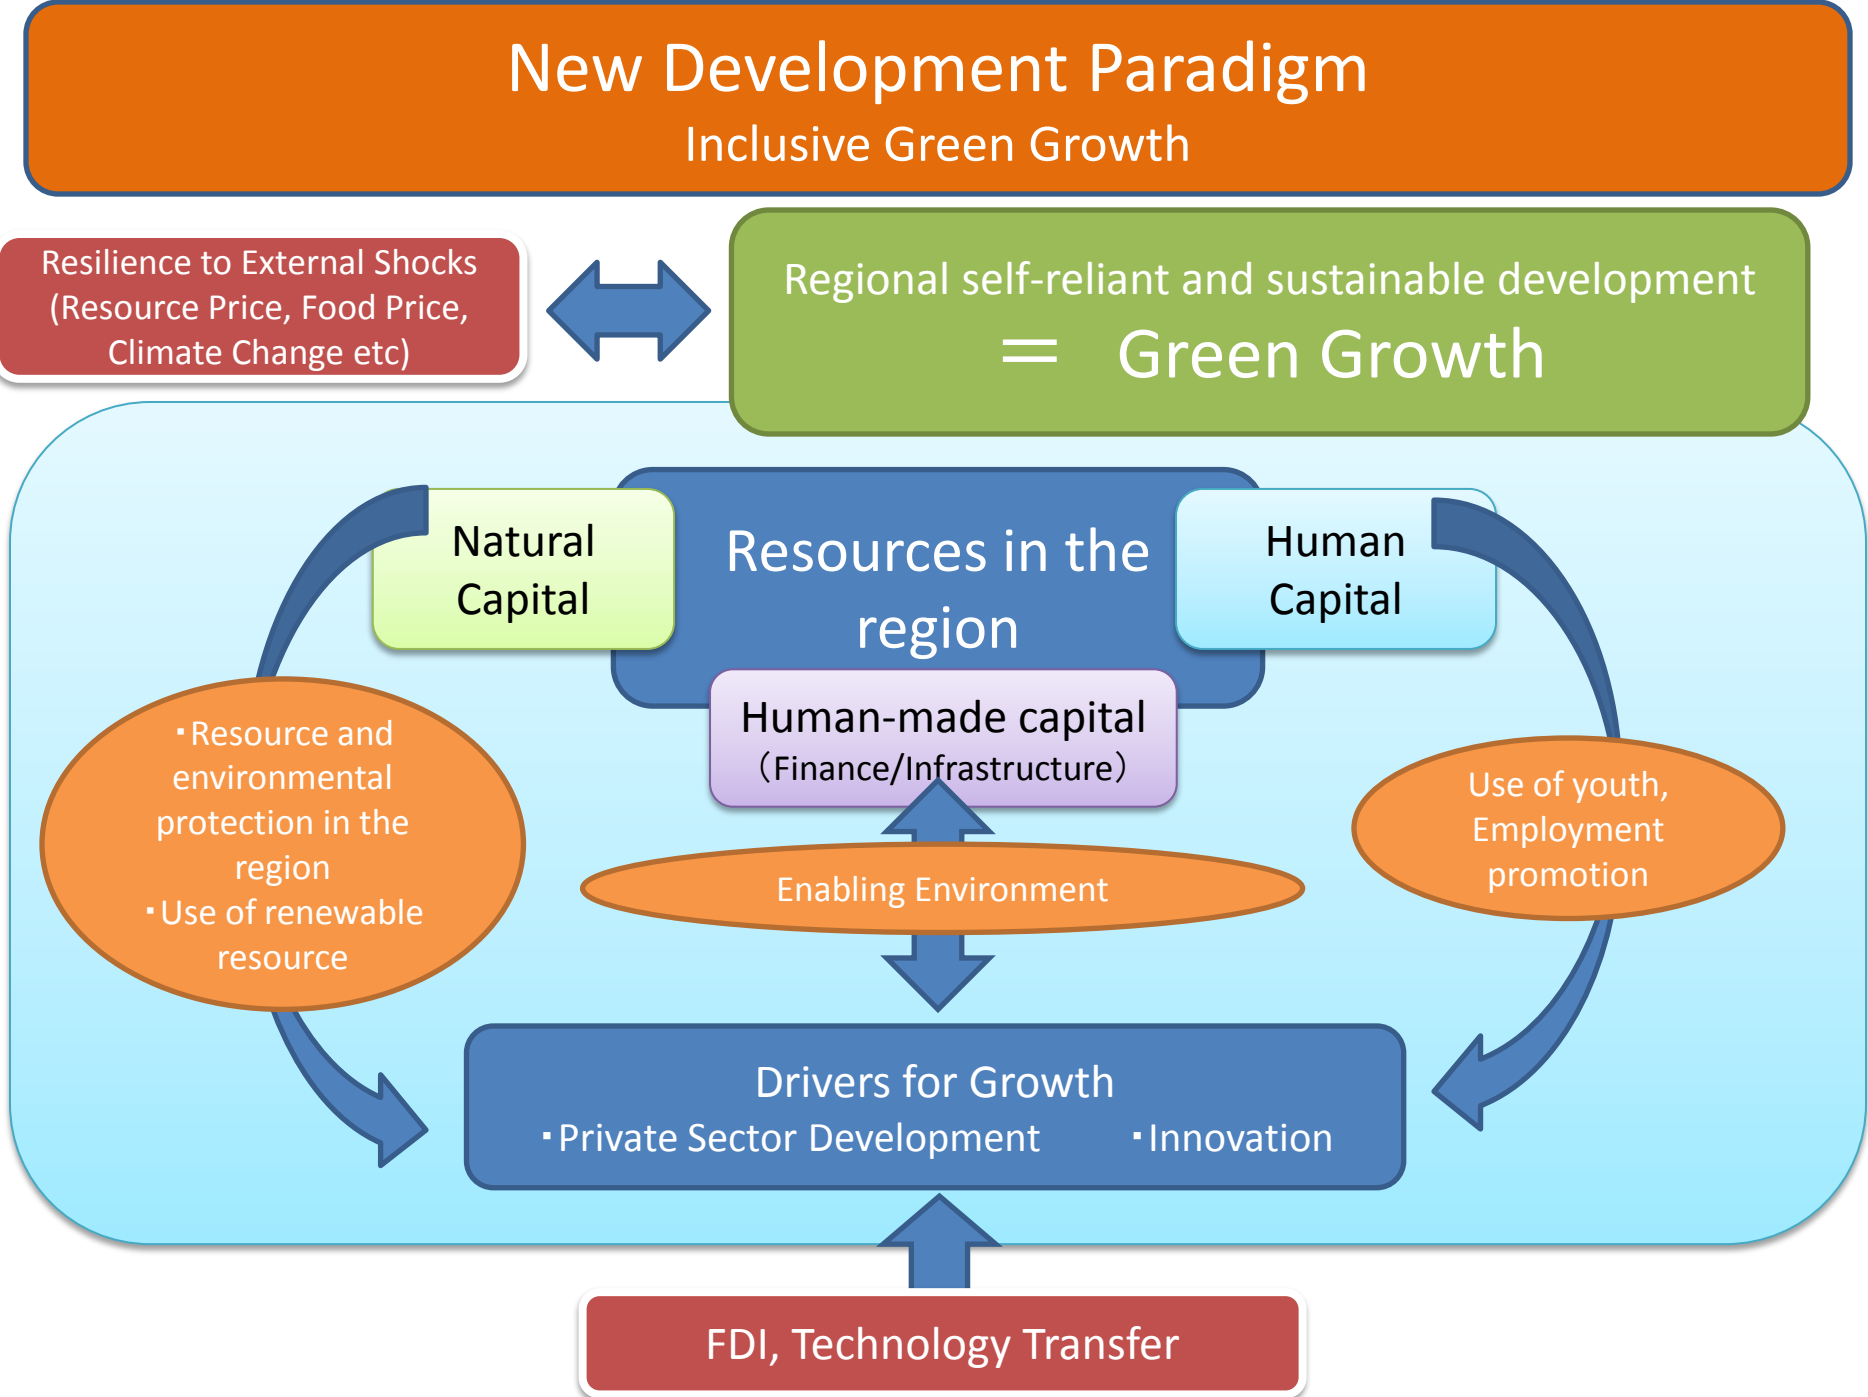 New Development Paradigm
Inclusive Green Growth
Resilience to External Shocks
(Resource Price, Food Price,
Climate Change etc)
Regional self-reliant and sustainable development
＝ Green Growth
Natural
Capital
Resources in the
region
Human
Capital
Human-made capital
（Finance/Infrastructure）
・Resource and
environmental
protection in the
region
・Use of renewable
resource
Enabling Environment
Use of youth,
Employment
promotion
Drivers for Growth
・Private Sector Development ・Innovation
FDI, Technology Transfer